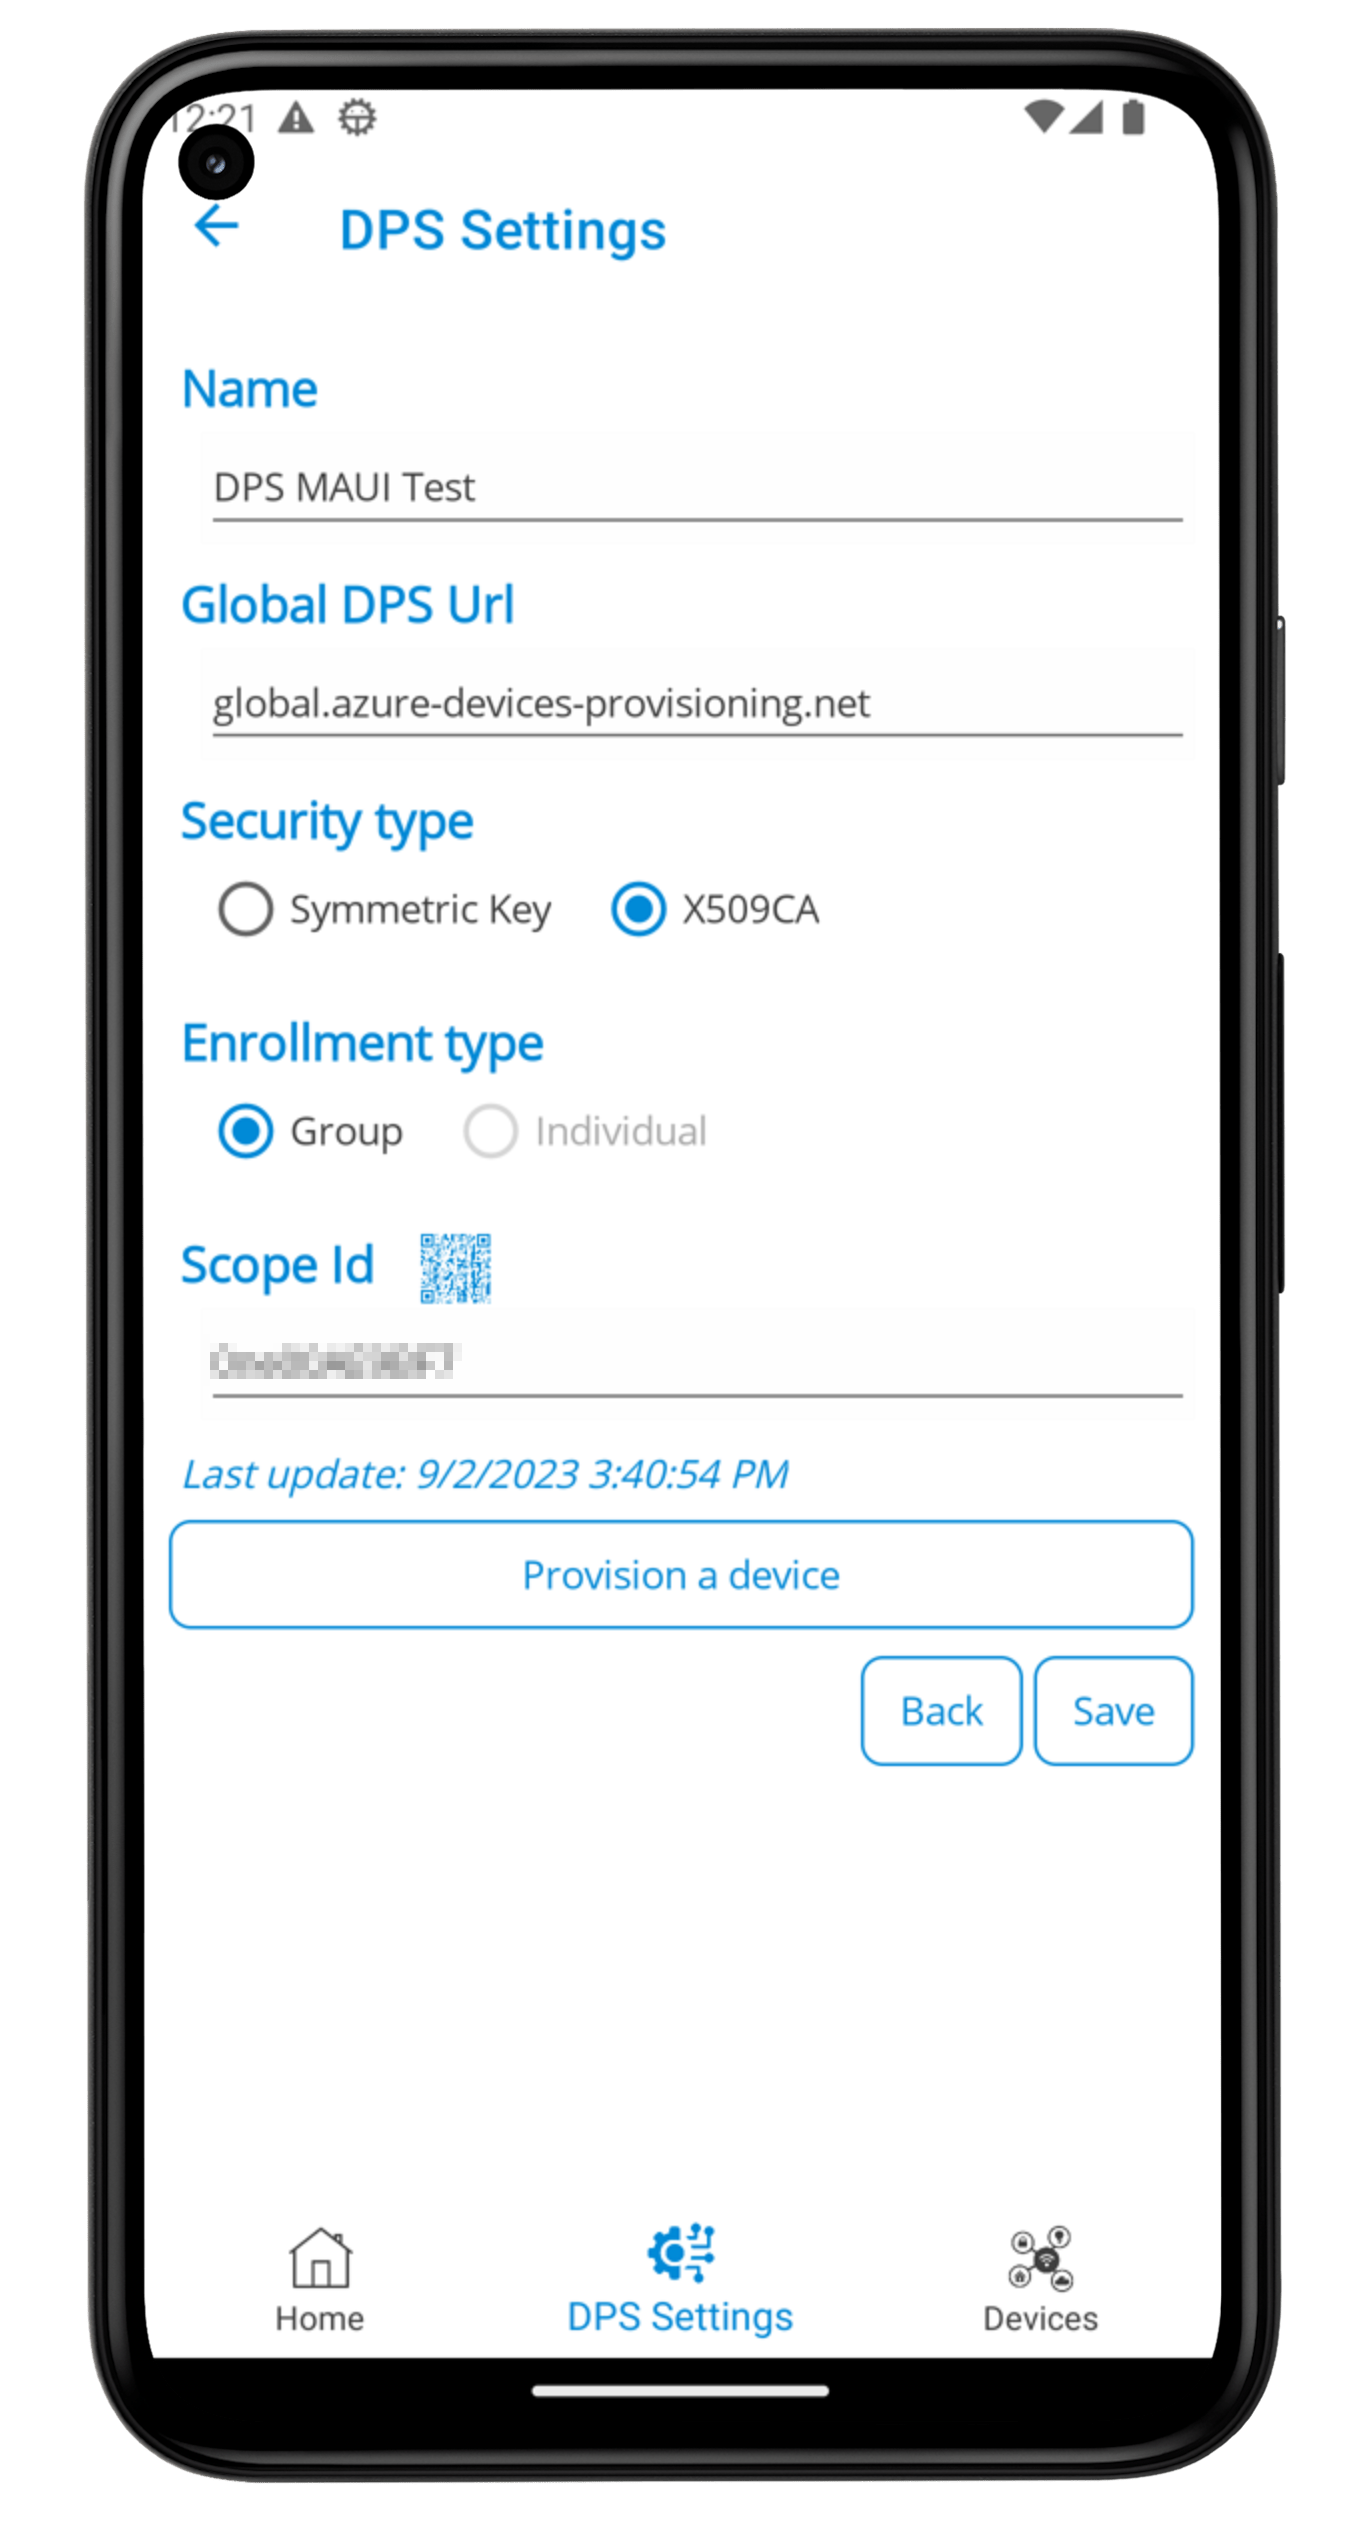 12:21
DPS Settings
Name
DPS MAUI Test
Global DPS Url
global.azure-devices-provisioning.net
Security type
Symmetric Key X509CA
Enrollment type
Group Individual
Scope Id
Last update: 9/2/2023 3:40:54 PM
Provision a device
Back Save
Home DPS Settings Devices